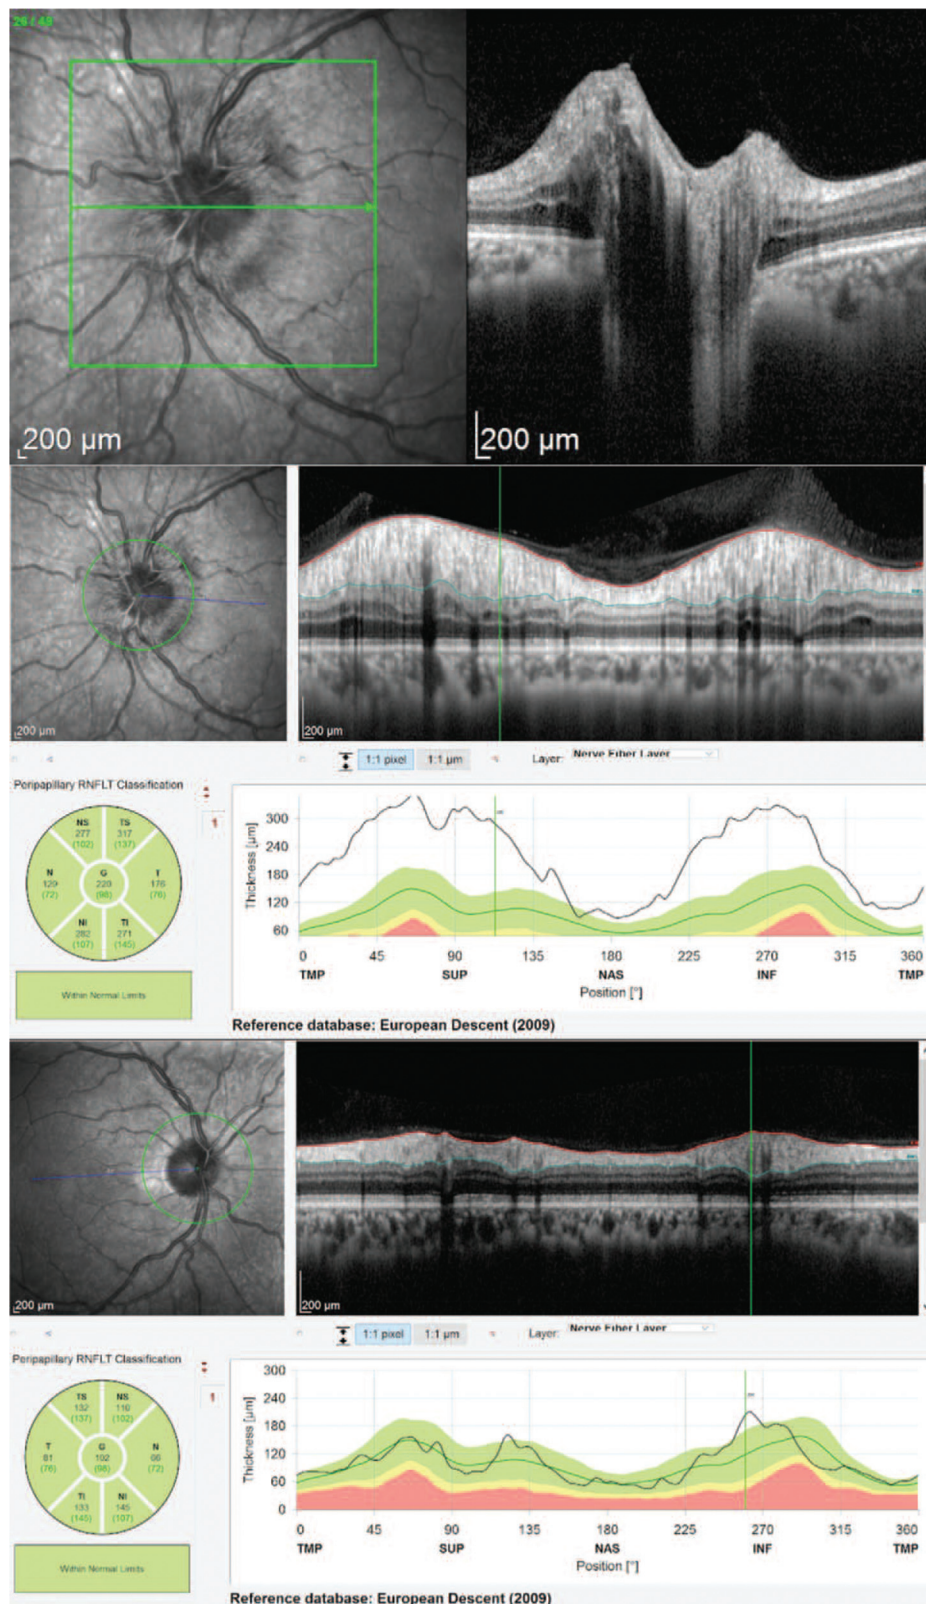 26 / 49
200 µm
200 µm
200 µm
200 µm
1:1 pixel 1:1 µm Layer: Nerve Fiber Layer
Peripapillary RNFLT Classification
1
NS TS
277 317
(102) (137)
N G T
129 220 176
(72) (98) (76)
NI TI
282 271
(107) (145)
Within Normal Limits
Thickness [µm]
300
240
180
120
60
0 45 90 135 180 225 270 315 360
TMP SUP NAS INF TMP
Position [°]
Reference database: European Descent (2009)
200 µm
200 µm
1:1 pixel 1:1 µm Layer: Nerve Fiber Layer
Peripapillary RNFLT Classification
1
TS NS
132 116
(137) (102)
T G N
81 102
(76) (98) (72)
TI NI
133 145
(145) (107)
Within Normal Limits
Thickness [µm]
300
240
180
120
60
0
0 45 90 135 180 225 270 315 360
TMP SUP NAS INF TMP
Position [°]
Reference database: European Descent (2009)